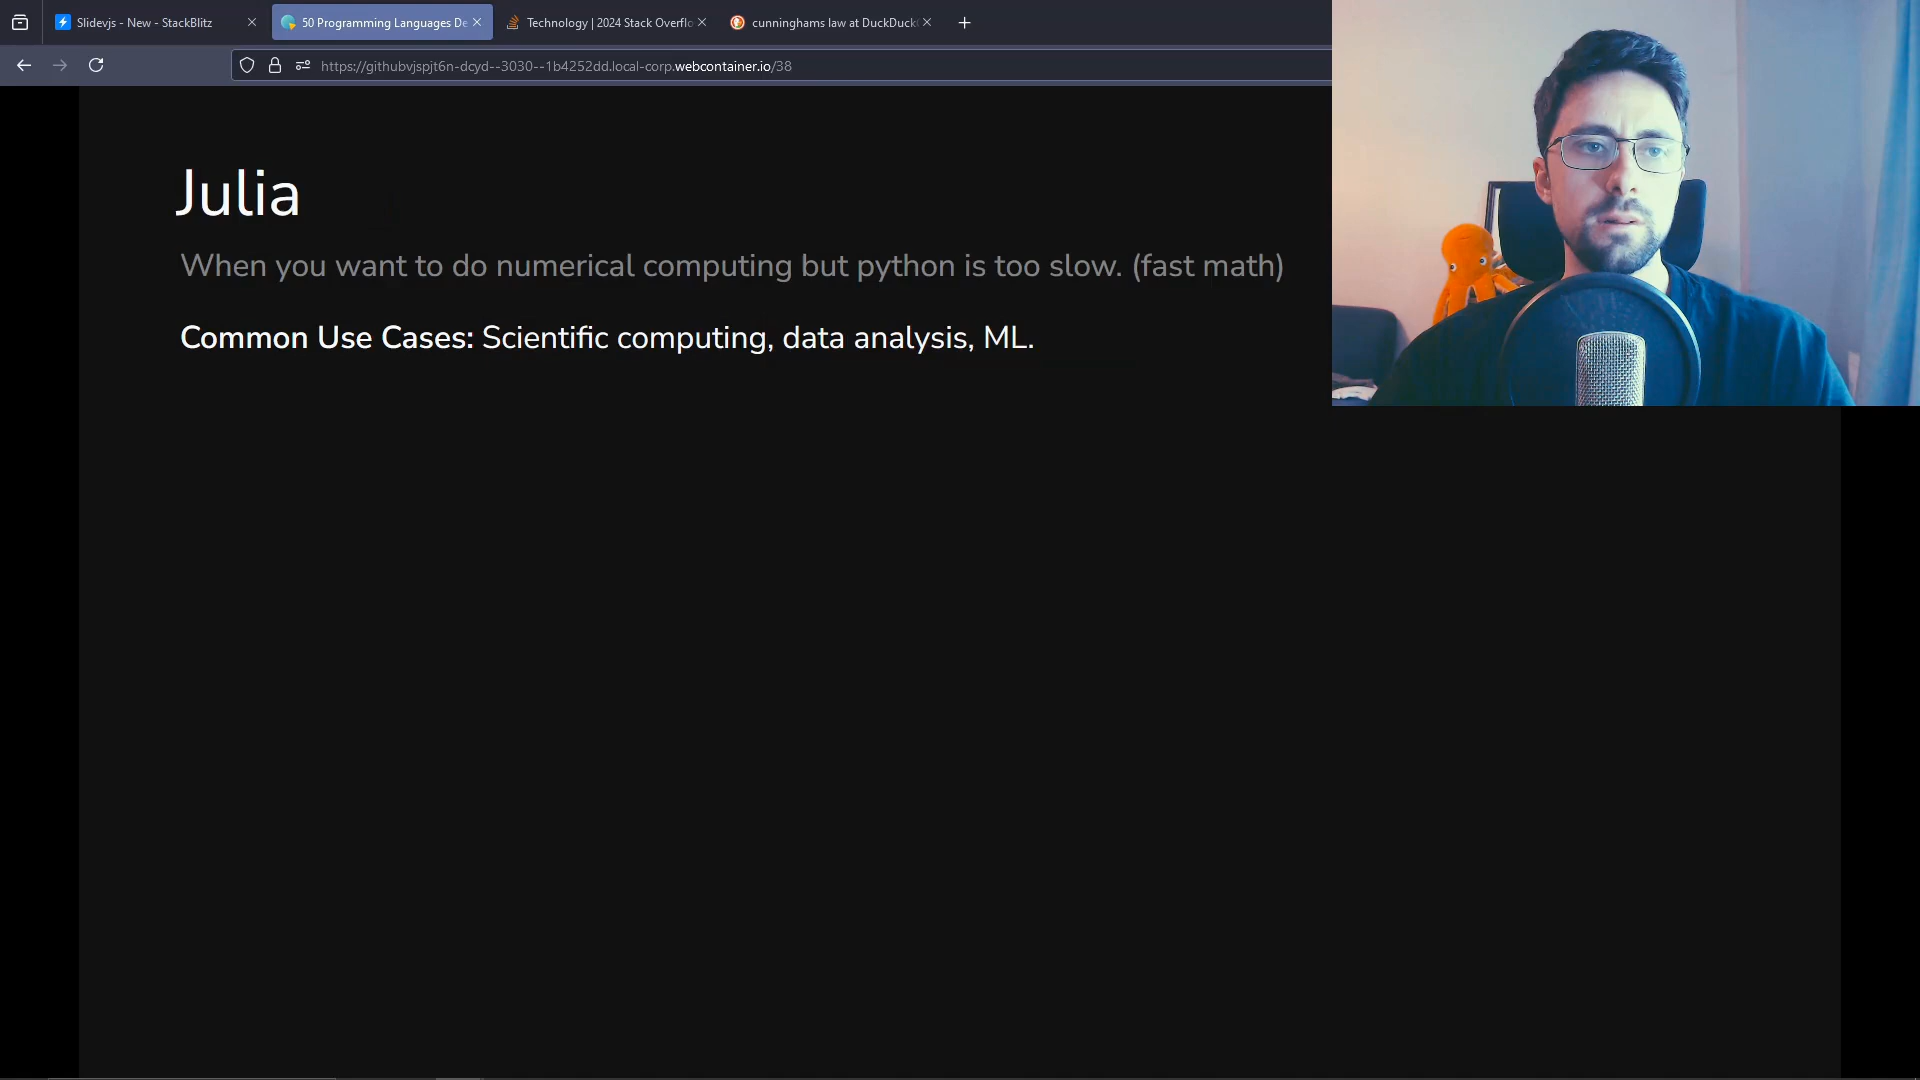 Slidevjs - New - StackBlitz
50 Programming Languages De
Technology | 2024 Stack Overflo
cunninghams law at DuckDuck
https://githubvjspjt6n-dcyd--3030--1b4252dd.local-corp.webcontainer.io/38
Julia
When you want to do numerical computing but python is too slow. (fast math)
Common Use Cases: Scientific computing, data analysis, ML.